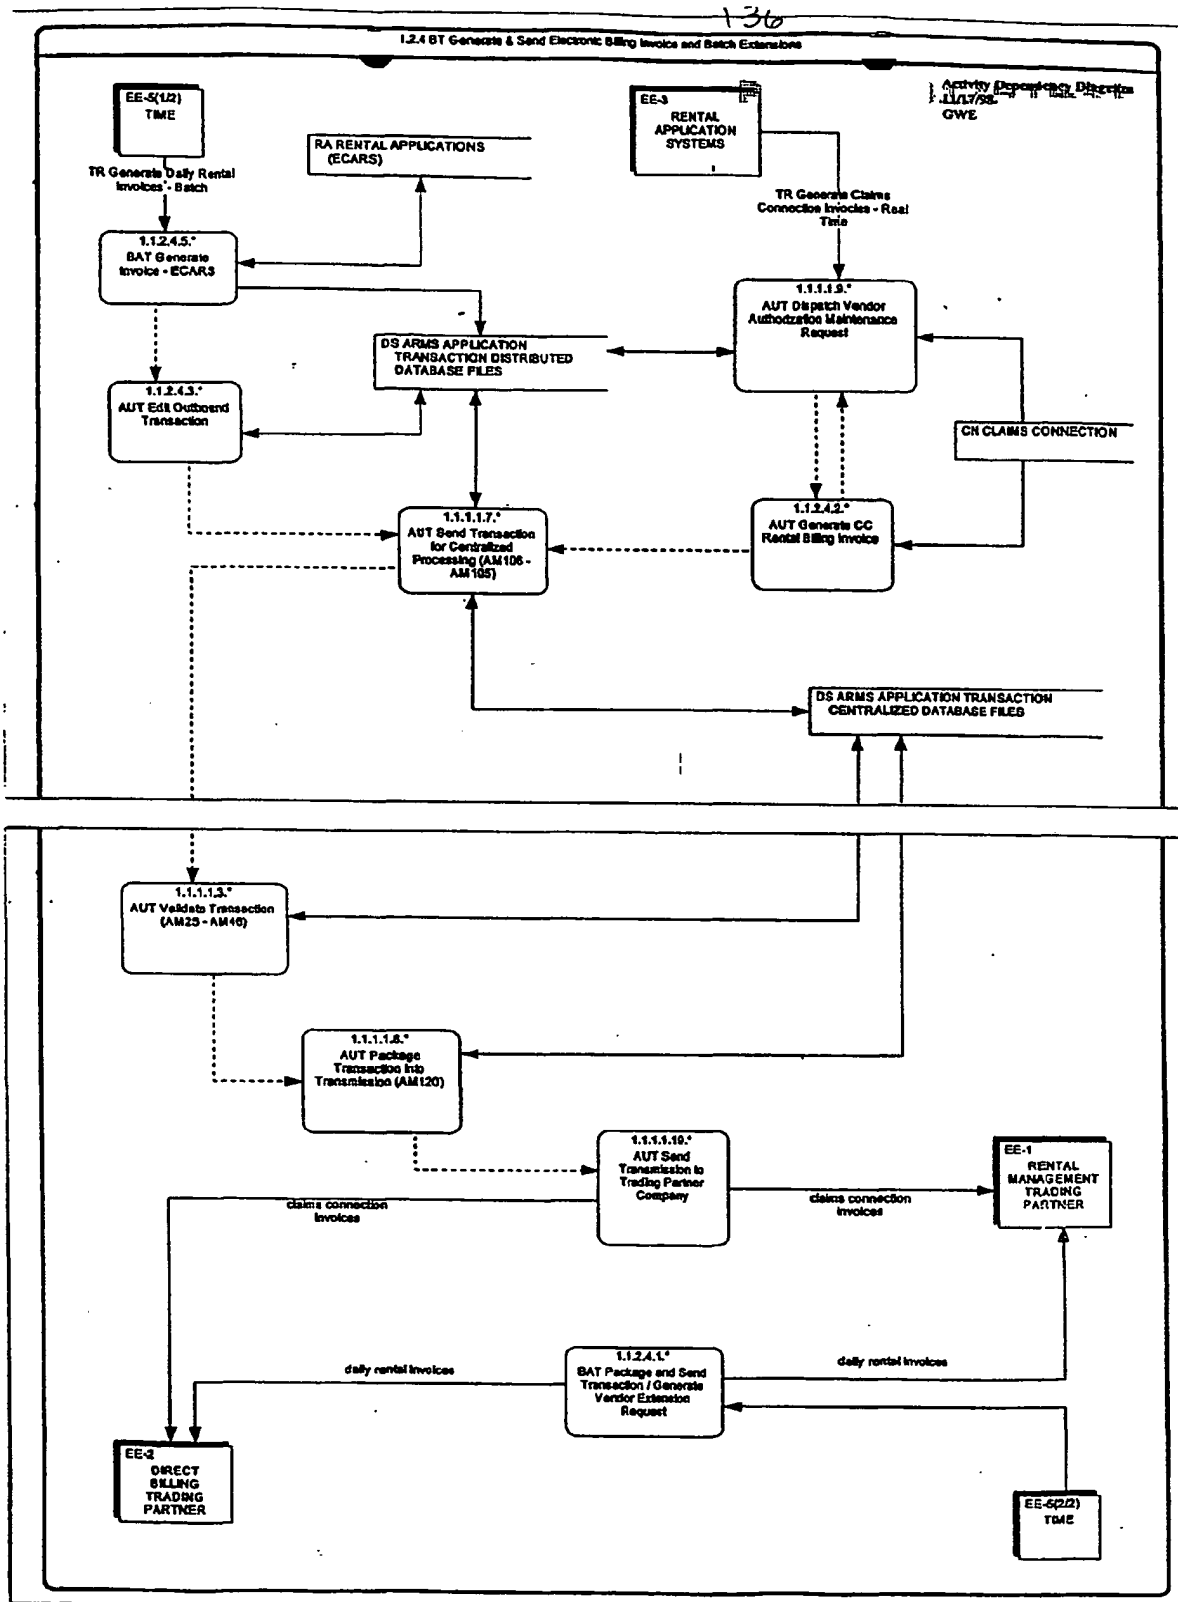 136
1.2.4 BT Generate & Send Electronic Billing Invoice and Batch Extensions
Activity Dependency Diagram
11/17/98
GWE
EE-5(1/2)
TIME
TR Generate Daily Rental
Invoices - Batch
RA RENTAL APPLICATIONS
(ECARS)
EE-3
RENTAL
APPLICATION
SYSTEMS
TR Generate Claims
Connection Invocies - Real
Time
1.1.2.4.5.*
BAT Generate
Invoice - ECARS
1.1.1.1.9.*
AUT Dispatch Vendor
Authorization Maintenance
Request
DS ARMS APPLICATION
TRANSACTION DISTRIBUTED
DATABASE FILES
1.1.2.4.3.*
AUT Edit Outbound
Transaction
CN CLAIMS CONNECTION
1.1.1.1.7.*
AUT Send Transaction
for Centralized
Processing (AM106 -
AM105)
1.1.2.4.2.*
AUT Generate CC
Rental Billing Invoice
DS ARMS APPLICATION TRANSACTION
CENTRALIZED DATABASE FILES
1.1.1.1.3.*
AUT Validate Transaction
(AM25 - AM46)
1.1.1.1.8.*
AUT Package
Transaction Into
Transmission (AM120)
1.1.1.1.10.*
AUT Send
Transmission to
Trading Partner
Company
EE-1
RENTAL
MANAGEMENT
TRADING
PARTNER
claims connection
invoices
claims connection
invoices
1.1.2.4.1.*
BAT Package and Send
Transaction / Generate
Vendor Extension
Request
daily rental invoices
daily rental invoices
EE-2
DIRECT
BILLING
TRADING
PARTNER
EE-5(2/2)
TIME